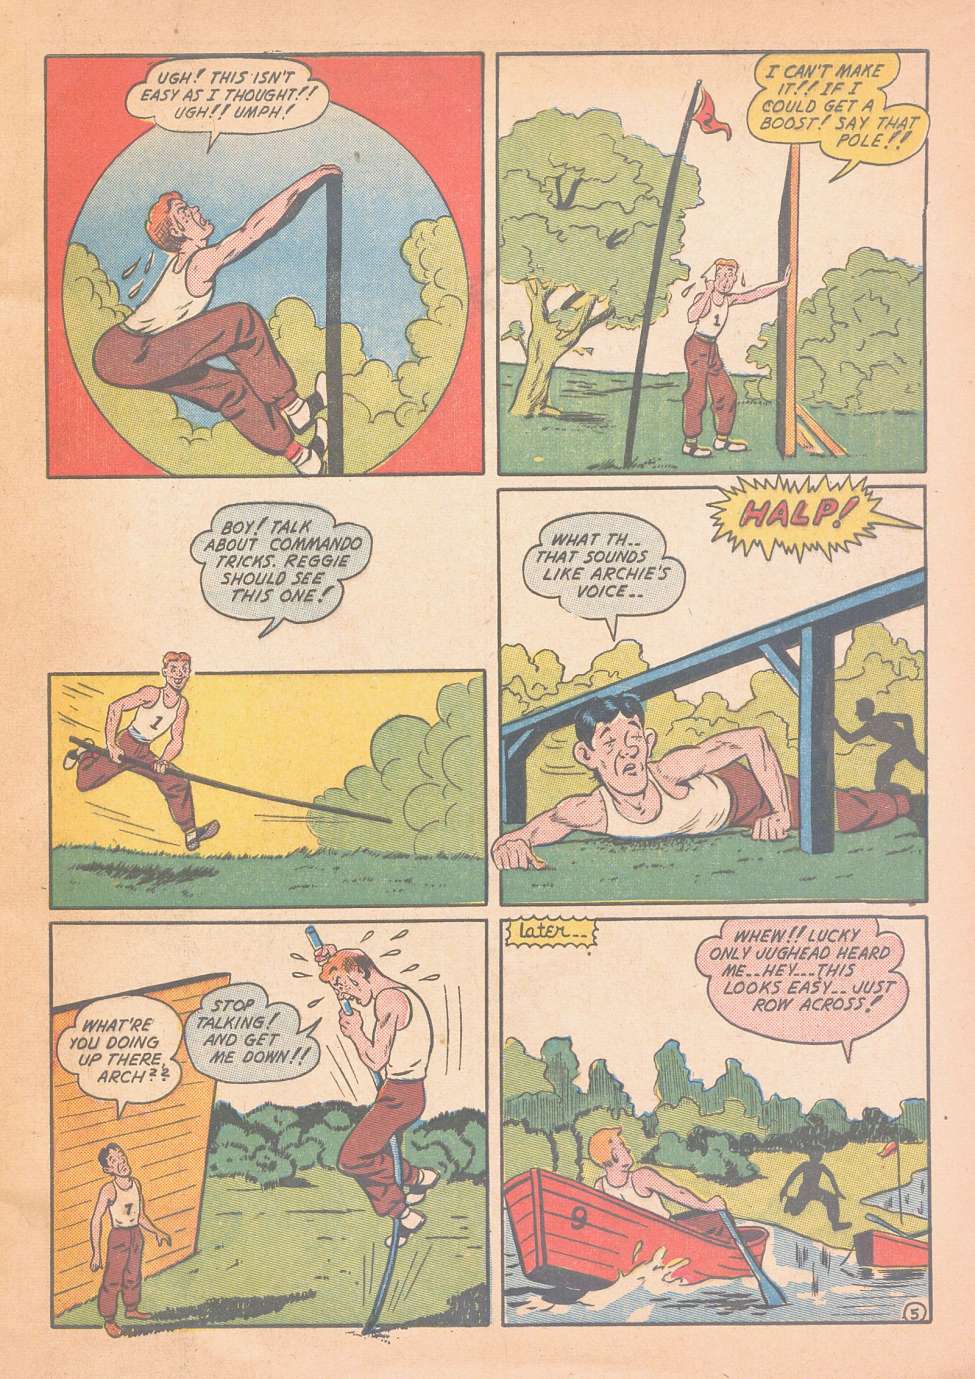 UGH! THIS ISN'T
EASY AS I THOUGHT!!
UGH!! UMPH!
I CAN'T MAKE
IT!! IF I
COULD GET A
BOOST! SAY THAT
POLE!!
1
BOY! TALK
ABOUT COMMANDO
TRICKS. REGGIE
SHOULD SEE
THIS ONE!
1
HALP!
WHAT TH..
THAT SOUNDS
LIKE ARCHIE'S
VOICE..
WHAT'RE
YOU DOING
UP THERE,
ARCH??
STOP
TALKING!
AND GET
ME DOWN!!
7
Later...
WHEW!! LUCKY
ONLY JUGHEAD HEARD
ME..HEY...THIS
LOOKS EASY.. JUST
ROW ACROSS!
9
5